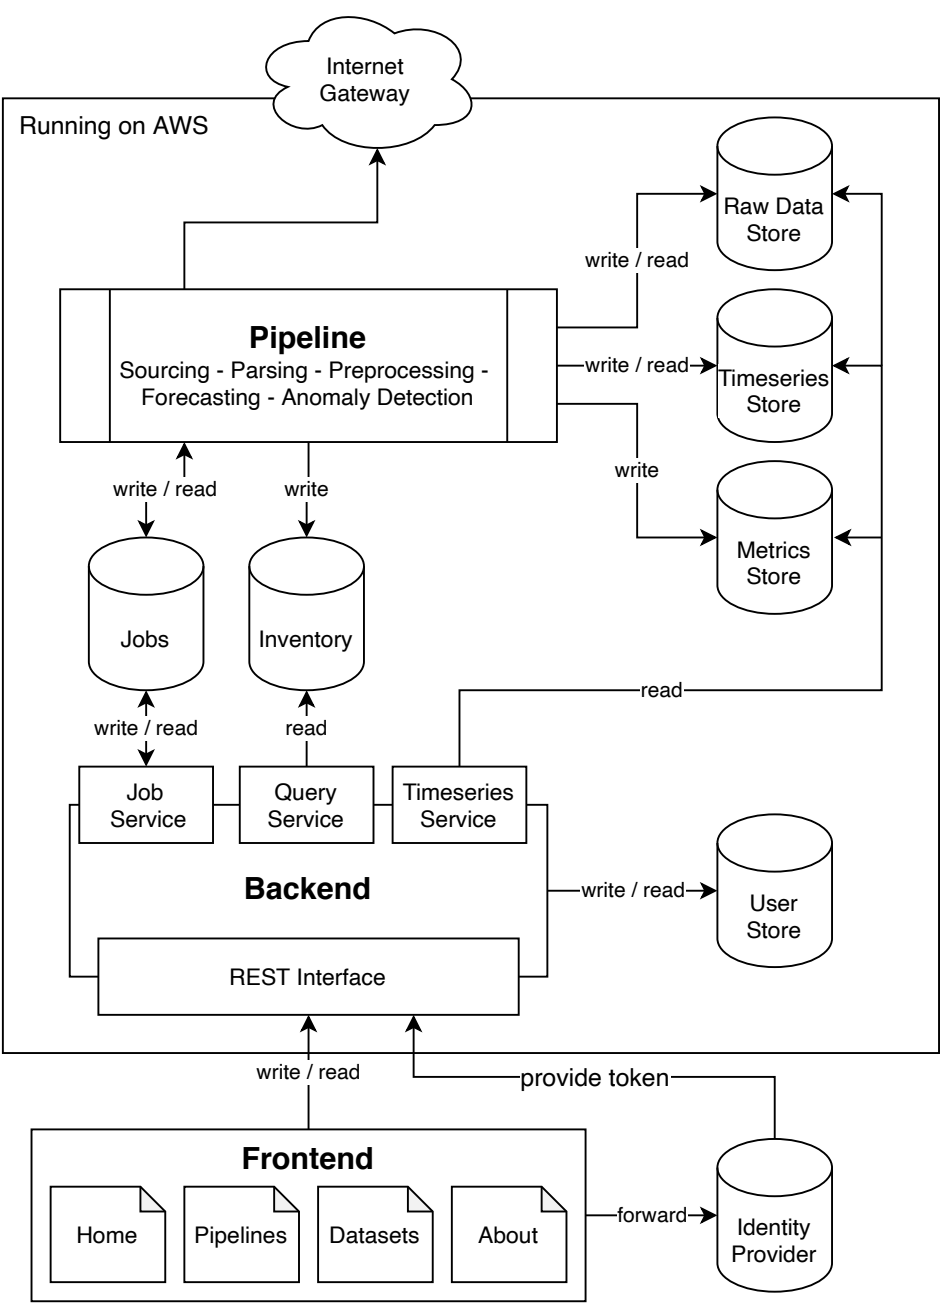 Internet
Gateway
Running on AWS
Raw Data
Store
write / read
Pipeline
Sourcing - Parsing - Preprocessing -
Forecasting - Anomaly Detection
write / read
Timeseries
Store
write
write / read
write
Metrics
Store
Jobs
Inventory
read
write / read
read
Job
Service
Query
Service
Timeseries
Service
Backend
write / read
User
Store
REST Interface
write / read
provide token
Frontend
Home
Pipelines
Datasets
About
forward
Identity
Provider